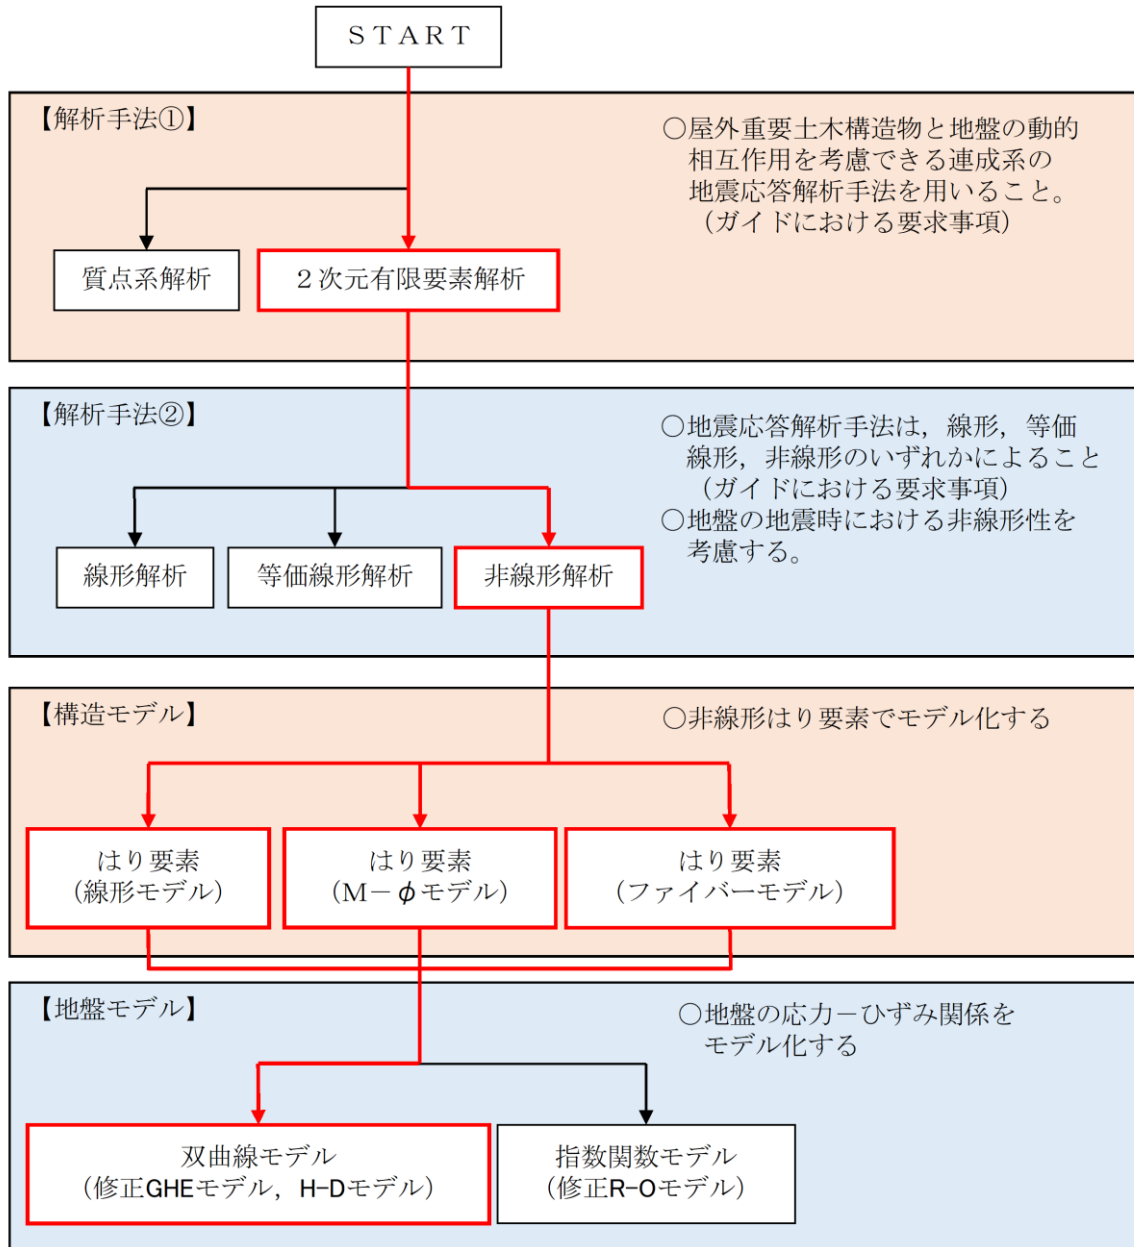 ＳＴＡＲＴ
【解析手法①】
○屋外重要土木構造物と地盤の動的
相互作用を考慮できる連成系の
地震応答解析手法を用いること。
（ガイドにおける要求事項）
質点系解析
２次元有限要素解析
【解析手法②】
○地震応答解析手法は，線形，等価
線形，非線形のいずれかによること
（ガイドにおける要求事項）
○地盤の地震時における非線形性を
考慮する。
線形解析
等価線形解析
非線形解析
【構造モデル】
○非線形はり要素でモデル化する
はり要素
（線形モデル）
はり要素
（Ｍ－φモデル）
はり要素
（ファイバーモデル）
【地盤モデル】
○地盤の応力－ひずみ関係を
モデル化する
双曲線モデル
（修正GHEモデル，H-Dモデル）
指数関数モデル
（修正R-Oモデル）